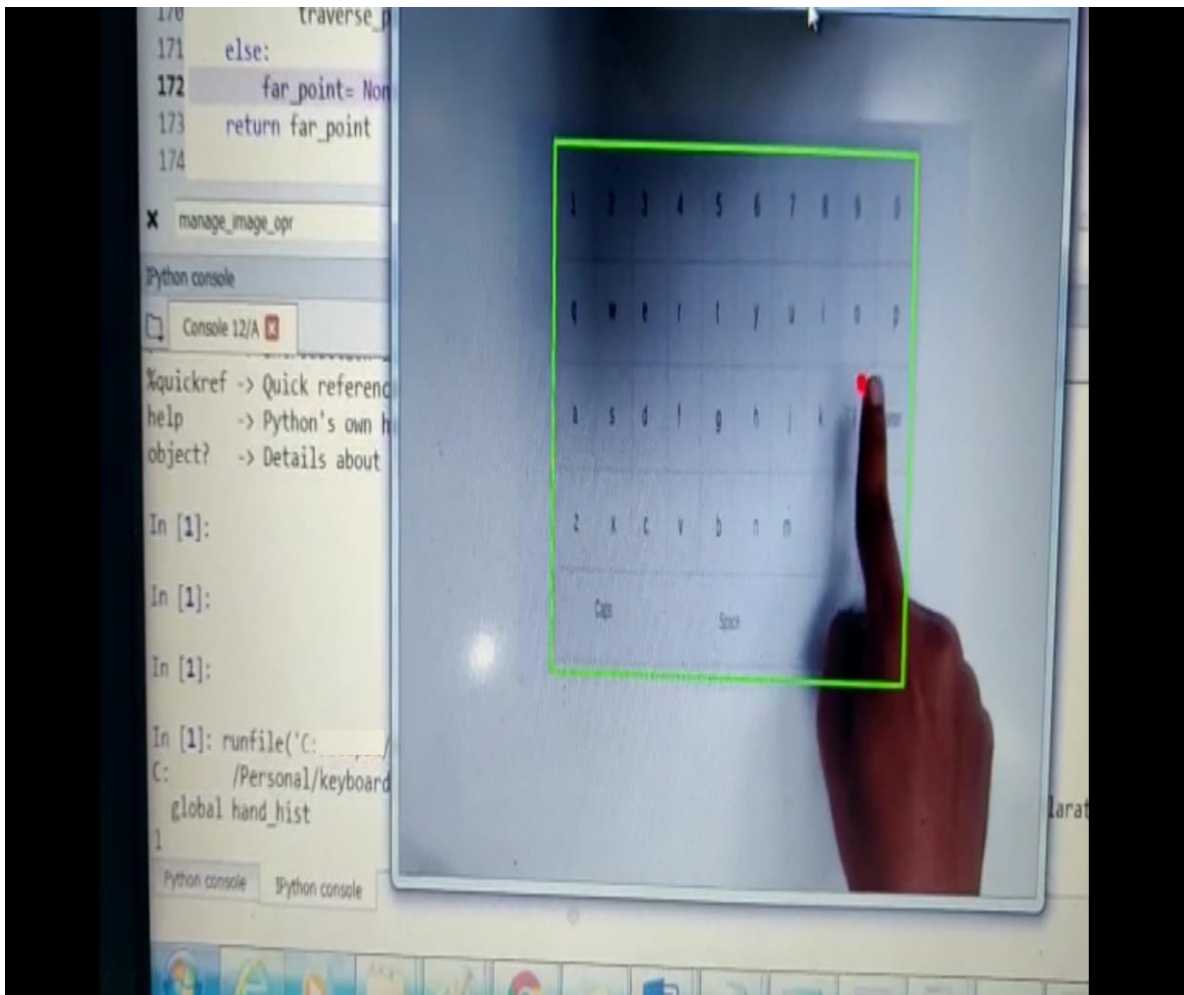 170 traverse_p
171 else:
172 far_point= Non
173 return far_point
174
manage_image_opr
IPython console
Console 12/A
%quickref -> Quick referenc
help -> Python's own h
object? -> Details about
In [1]:
In [1]:
In [1]:
In [1]: runfile('C: /
C: /Personal/keyboard
global hand_hist
larat
1
Python console IPython console
1 2 3 4 5 6 7 8 9 0
q w e r t y u i o p
a s d f g h j k
z x c v b n m
Caps Space